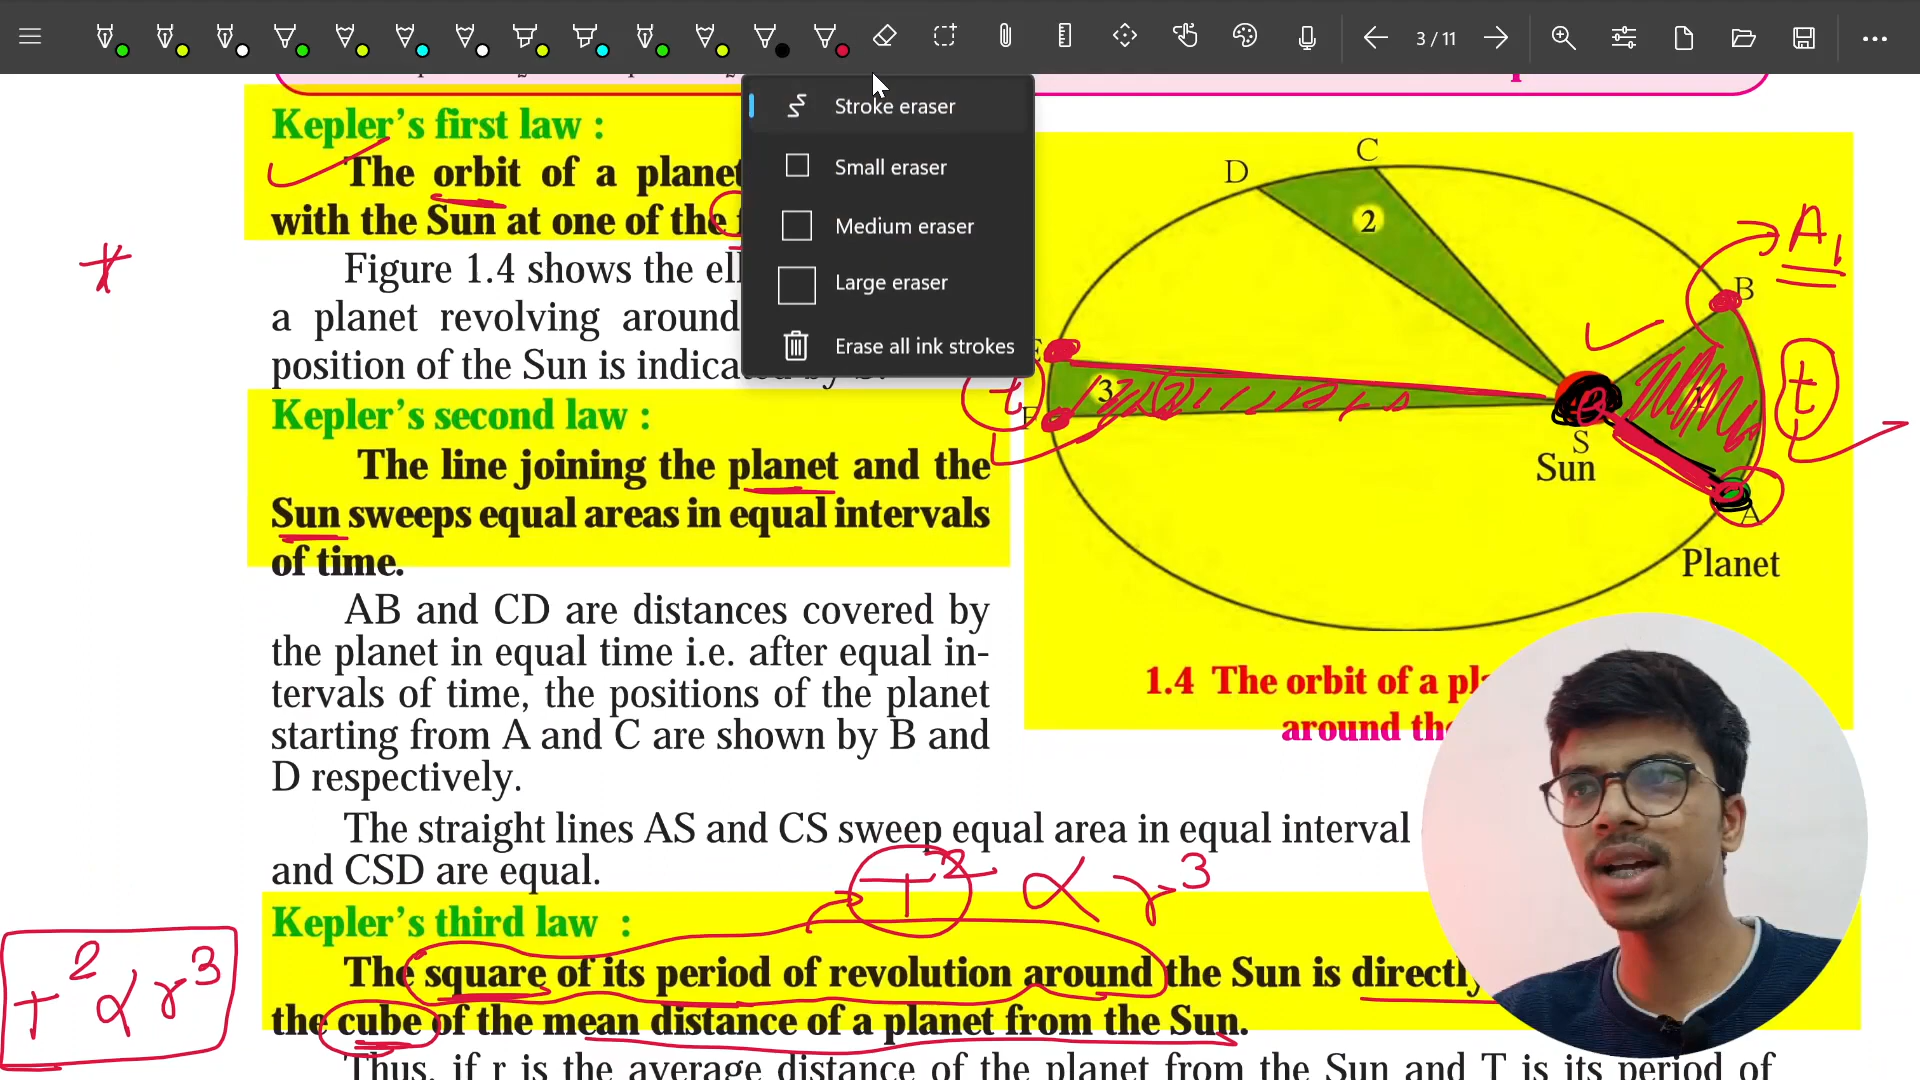 3 / 11
Stroke eraser
Small eraser
Medium eraser
Large eraser
Erase all ink strokes
Kepler's first law :
The orbit of a planet
with the Sun at one of the
Figure 1.4 shows the
a planet revolving around
position of the Sun is
Kepler's second law :
The line joining the planet and the
Sun sweeps equal areas in equal intervals
of time.
AB and CD are distances covered by
the planet in equal time i.e. after equal in-
tervals of time, the positions of the planet
starting from A and C are shown by B and
D respectively.
The straight lines AS and CS sweep equal area in equal interval
and CSD are equal.
T² ∝ r³
Kepler's third law :
The square of its period of revolution around the Sun is directly
the cube of the mean distance of a planet from the Sun.
Thus, if r is the average distance of the planet from the Sun and T is its period of
T² ∝ r³
C
D
2
A₁
B
E
3
t
F
1
t
S
Sun
A
Planet
1.4 The orbit of a
around